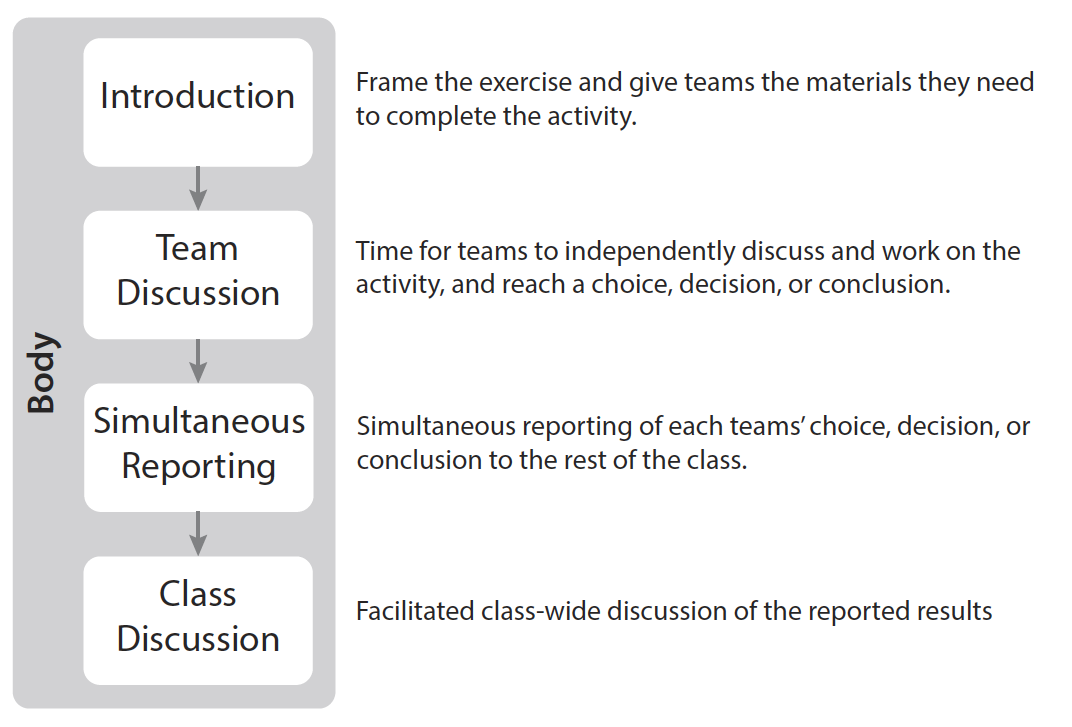 Body
Introduction
Frame the exercise and give teams the materials they need
to complete the activity.
Team
Discussion
Time for teams to independently discuss and work on the
activity, and reach a choice, decision, or conclusion.
Simultaneous
Reporting
Simultaneous reporting of each teams’ choice, decision, or
conclusion to the rest of the class.
Class
Discussion
Facilitated class-wide discussion of the reported results